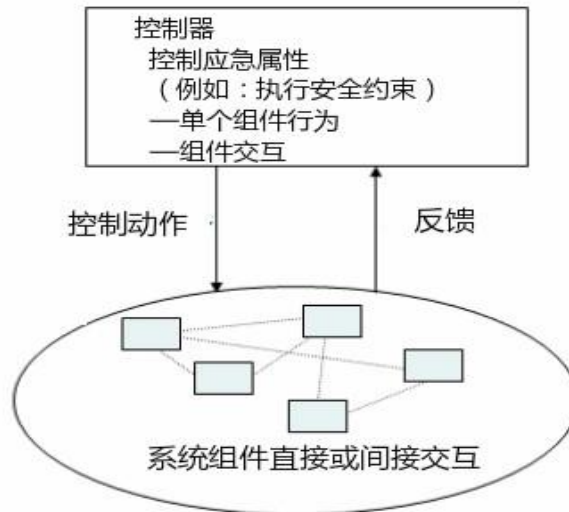 控制器
控制应急属性
（例如：执行安全约束）
—单个组件行为
—组件交互
控制动作
反馈
系统组件直接或间接交互